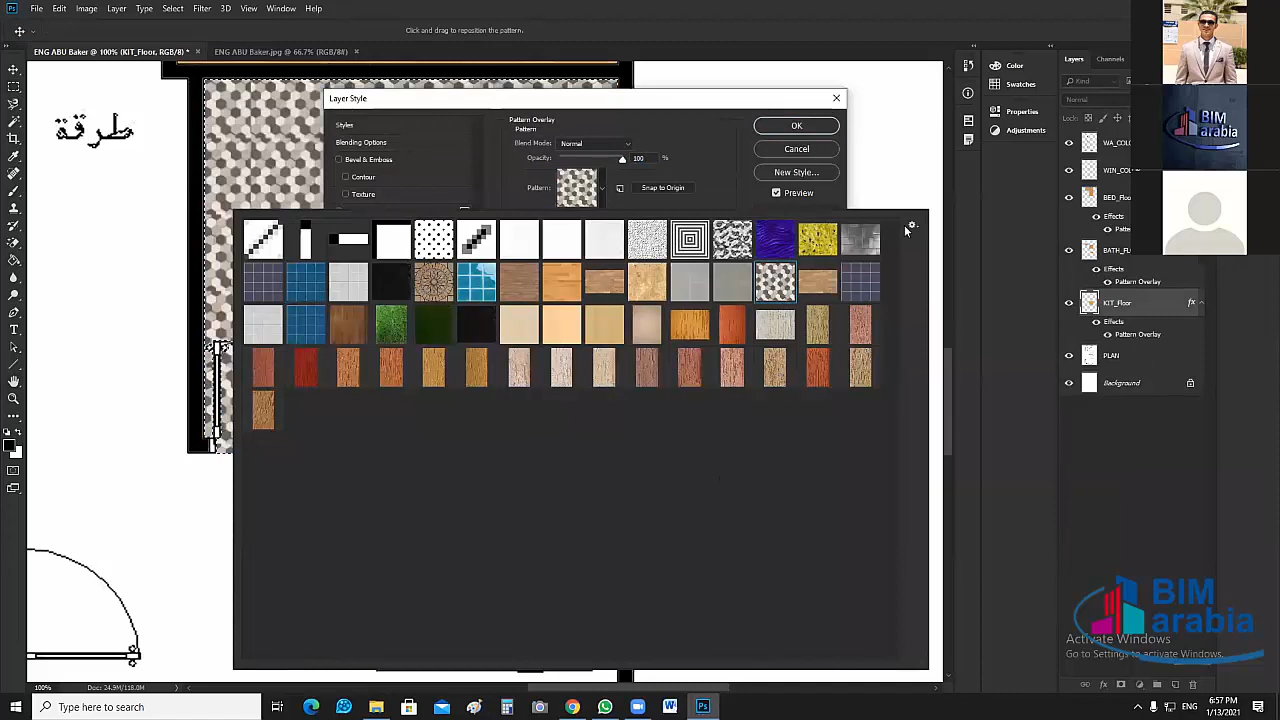 File Edit Image Layer Type Select Filter 3D View Window Help
Click and drag to reposition the pattern.
ENG ABU Baker @ 100% (KIT_Floor, RGB/8) *
ENG ABU Baker.jpg @ 66.7% (RGB/8#)
طرقة
Layer Style
Styles
Blending Options
Bevel & Emboss
Contour
Texture
Pattern Overlay
Pattern
Blend Mode: Normal
Opacity: 100 %
Pattern:
Snap to Origin
OK
Cancel
New Style...
Preview
Color
Swatches
Properties
Adjustments
Layers Channels
Kind
Normal
Lock:
WA_COLO
WIN_COL
BED_FLO
Effects
BATH_FL
Effects
Pattern Overlay
KIT_Floor fx
Effects
Pattern Overlay
PLAN
Background
BIM
arabia
BIM
arabia
Activate Windows
Go to Settings to activate Windows.
100% Doc: 24.9M/118.0M
Type here to search
ENG
6:57 PM
1/13/2021